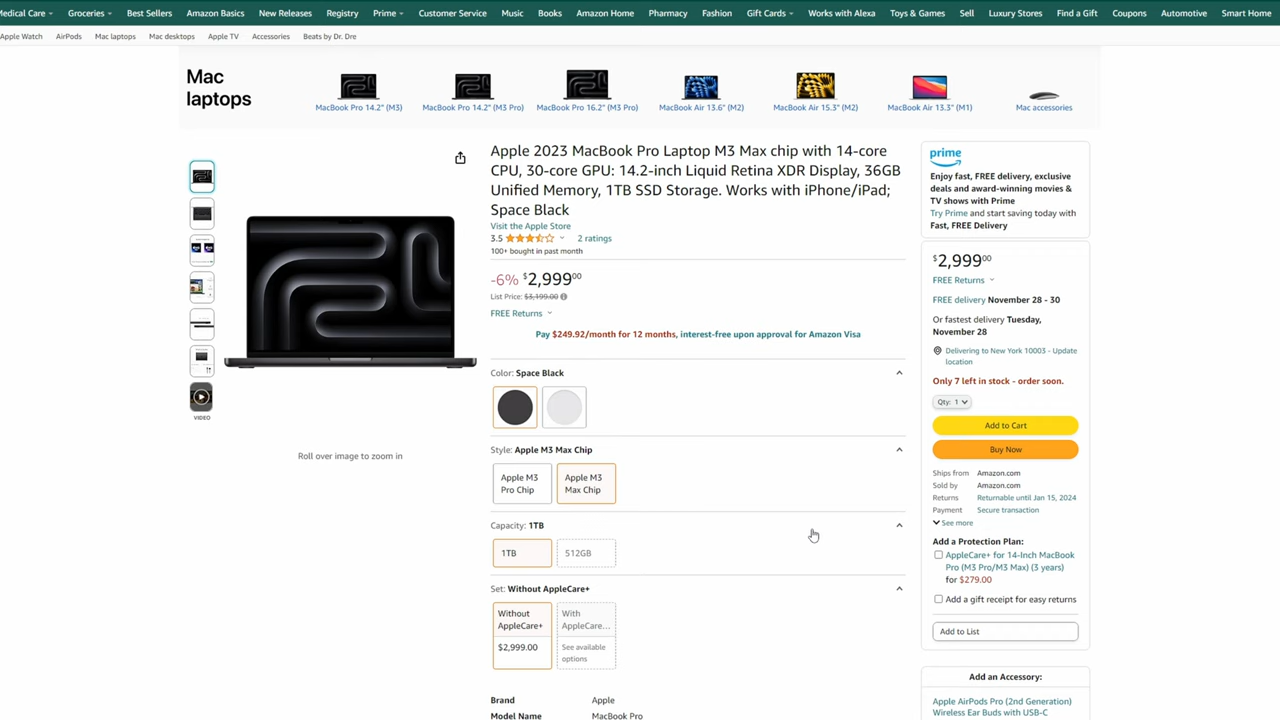 Medical Care
Groceries
Best Sellers
Amazon Basics
New Releases
Registry
Prime
Customer Service
Music
Books
Amazon Home
Pharmacy
Fashion
Gift Cards
Works with Alexa
Toys & Games
Sell
Luxury Stores
Find a Gift
Coupons
Automotive
Smart Home
Apple Watch
AirPods
Mac laptops
Mac desktops
Apple TV
Accessories
Beats by Dr. Dre
Mac
laptops
MacBook Pro 14.2" (M3)
MacBook Pro 14.2" (M3 Pro)
MacBook Pro 16.2" (M3 Pro)
MacBook Air 13.6" (M2)
MacBook Air 15.3" (M2)
MacBook Air 13.3" (M1)
Mac accessories
VIDEO
Roll over image to zoom in
Apple 2023 MacBook Pro Laptop M3 Max chip with 14-core
CPU, 30-core GPU: 14.2-inch Liquid Retina XDR Display, 36GB
Unified Memory, 1TB SSD Storage. Works with iPhone/iPad;
Space Black
Visit the Apple Store
3.5
2 ratings
100+ bought in past month
-6% $2,999.00
List Price: $3,199.00
FREE Returns
Pay $249.92/month for 12 months, interest-free upon approval for Amazon Visa
Color: Space Black
Style: Apple M3 Max Chip
Apple M3
Pro Chip
Apple M3
Max Chip
Capacity: 1TB
1TB
512GB
Set: Without AppleCare+
Without
AppleCare+
$2,999.00
With
AppleCare...
See available
options
Brand Apple
Model Name MacBook Pro
prime
Enjoy fast, FREE delivery, exclusive
deals and award-winning movies &
TV shows with Prime
Try Prime and start saving today with
Fast, FREE Delivery
$2,999.00
FREE Returns
FREE delivery November 28 - 30
Or fastest delivery Tuesday,
November 28
Delivering to New York 10003 - Update
location
Only 7 left in stock - order soon.
Qty: 1
Add to Cart
Buy Now
Ships from Amazon.com
Sold by Amazon.com
Returns Returnable until Jan 15, 2024
Payment Secure transaction
See more
Add a Protection Plan:
AppleCare+ for 14-Inch MacBook
Pro (M3 Pro/M3 Max) (3 years)
for $279.00
Add a gift receipt for easy returns
Add to List
Add an Accessory:
Apple AirPods Pro (2nd Generation)
Wireless Ear Buds with USB-C